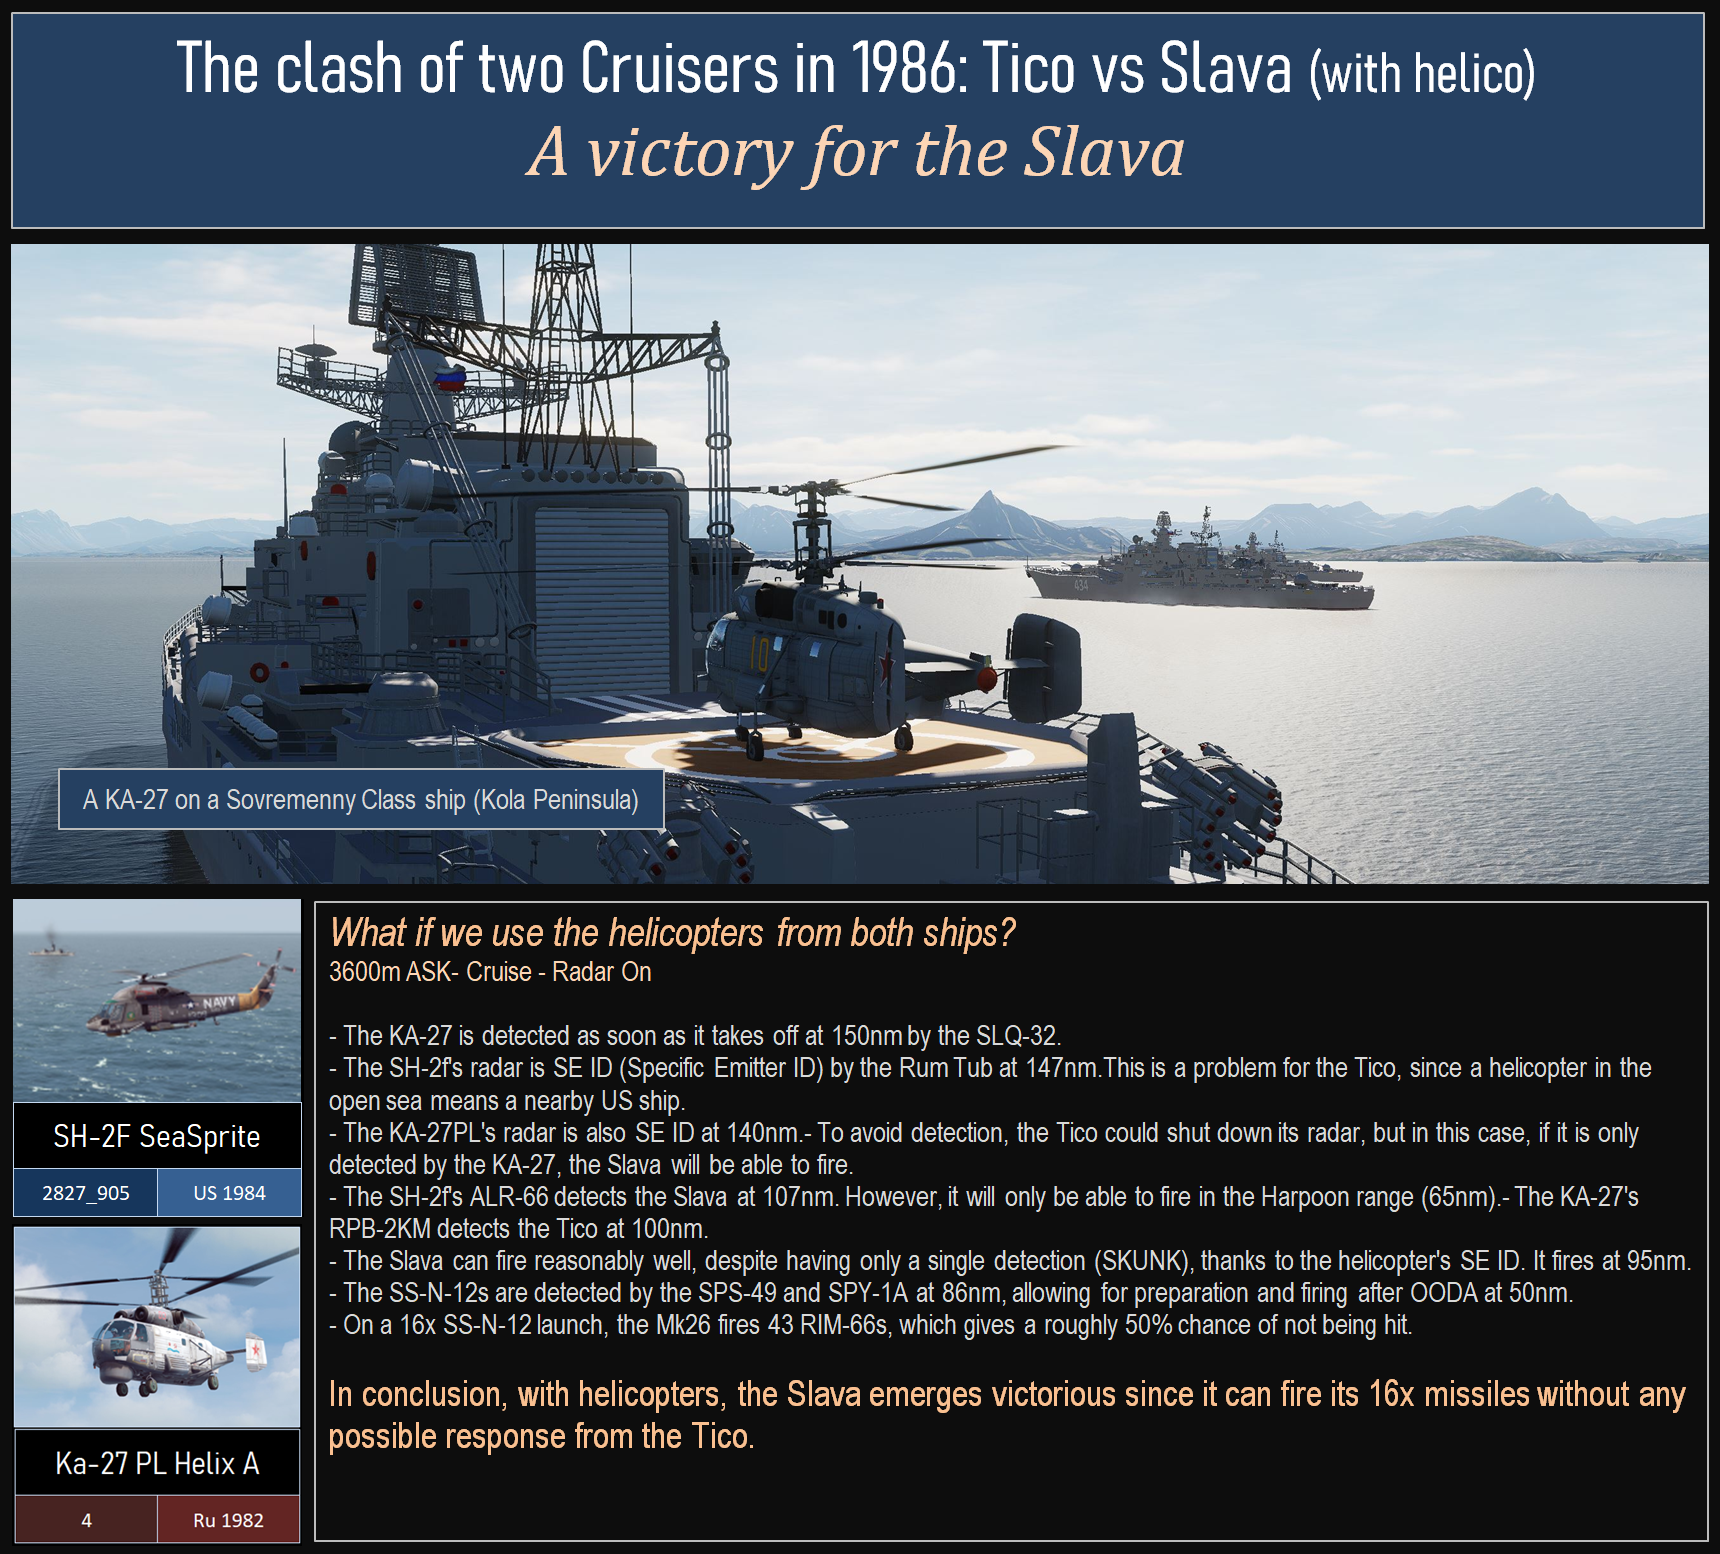 The clash of two Cruisers in 1986: Tico vs Slava (with helico)
A victory for the Slava
434
10
A KA-27 on a Sovremenny Class ship (Kola Peninsula)
NAVY
SH-2F SeaSprite
2827_905 US 1984
Ka-27 PL Helix A
4 Ru 1982
What if we use the helicopters from both ships?
3600m ASK- Cruise - Radar On
- The KA-27 is detected as soon as it takes off at 150nm by the SLQ-32.
- The SH-2f's radar is SE ID (Specific Emitter ID) by the Rum Tub at 147nm.This is a problem for the Tico, since a helicopter in the
open sea means a nearby US ship.
- The KA-27PL's radar is also SE ID at 140nm.- To avoid detection, the Tico could shut down its radar, but in this case, if it is only
detected by the KA-27, the Slava will be able to fire.
- The SH-2f's ALR-66 detects the Slava at 107nm. However, it will only be able to fire in the Harpoon range (65nm).- The KA-27's
RPB-2KM detects the Tico at 100nm.
- The Slava can fire reasonably well, despite having only a single detection (SKUNK), thanks to the helicopter's SE ID. It fires at 95nm.
- The SS-N-12s are detected by the SPS-49 and SPY-1A at 86nm, allowing for preparation and firing after OODA at 50nm.
- On a 16x SS-N-12 launch, the Mk26 fires 43 RIM-66s, which gives a roughly 50% chance of not being hit.
In conclusion, with helicopters, the Slava emerges victorious since it can fire its 16x missiles without any
possible response from the Tico.